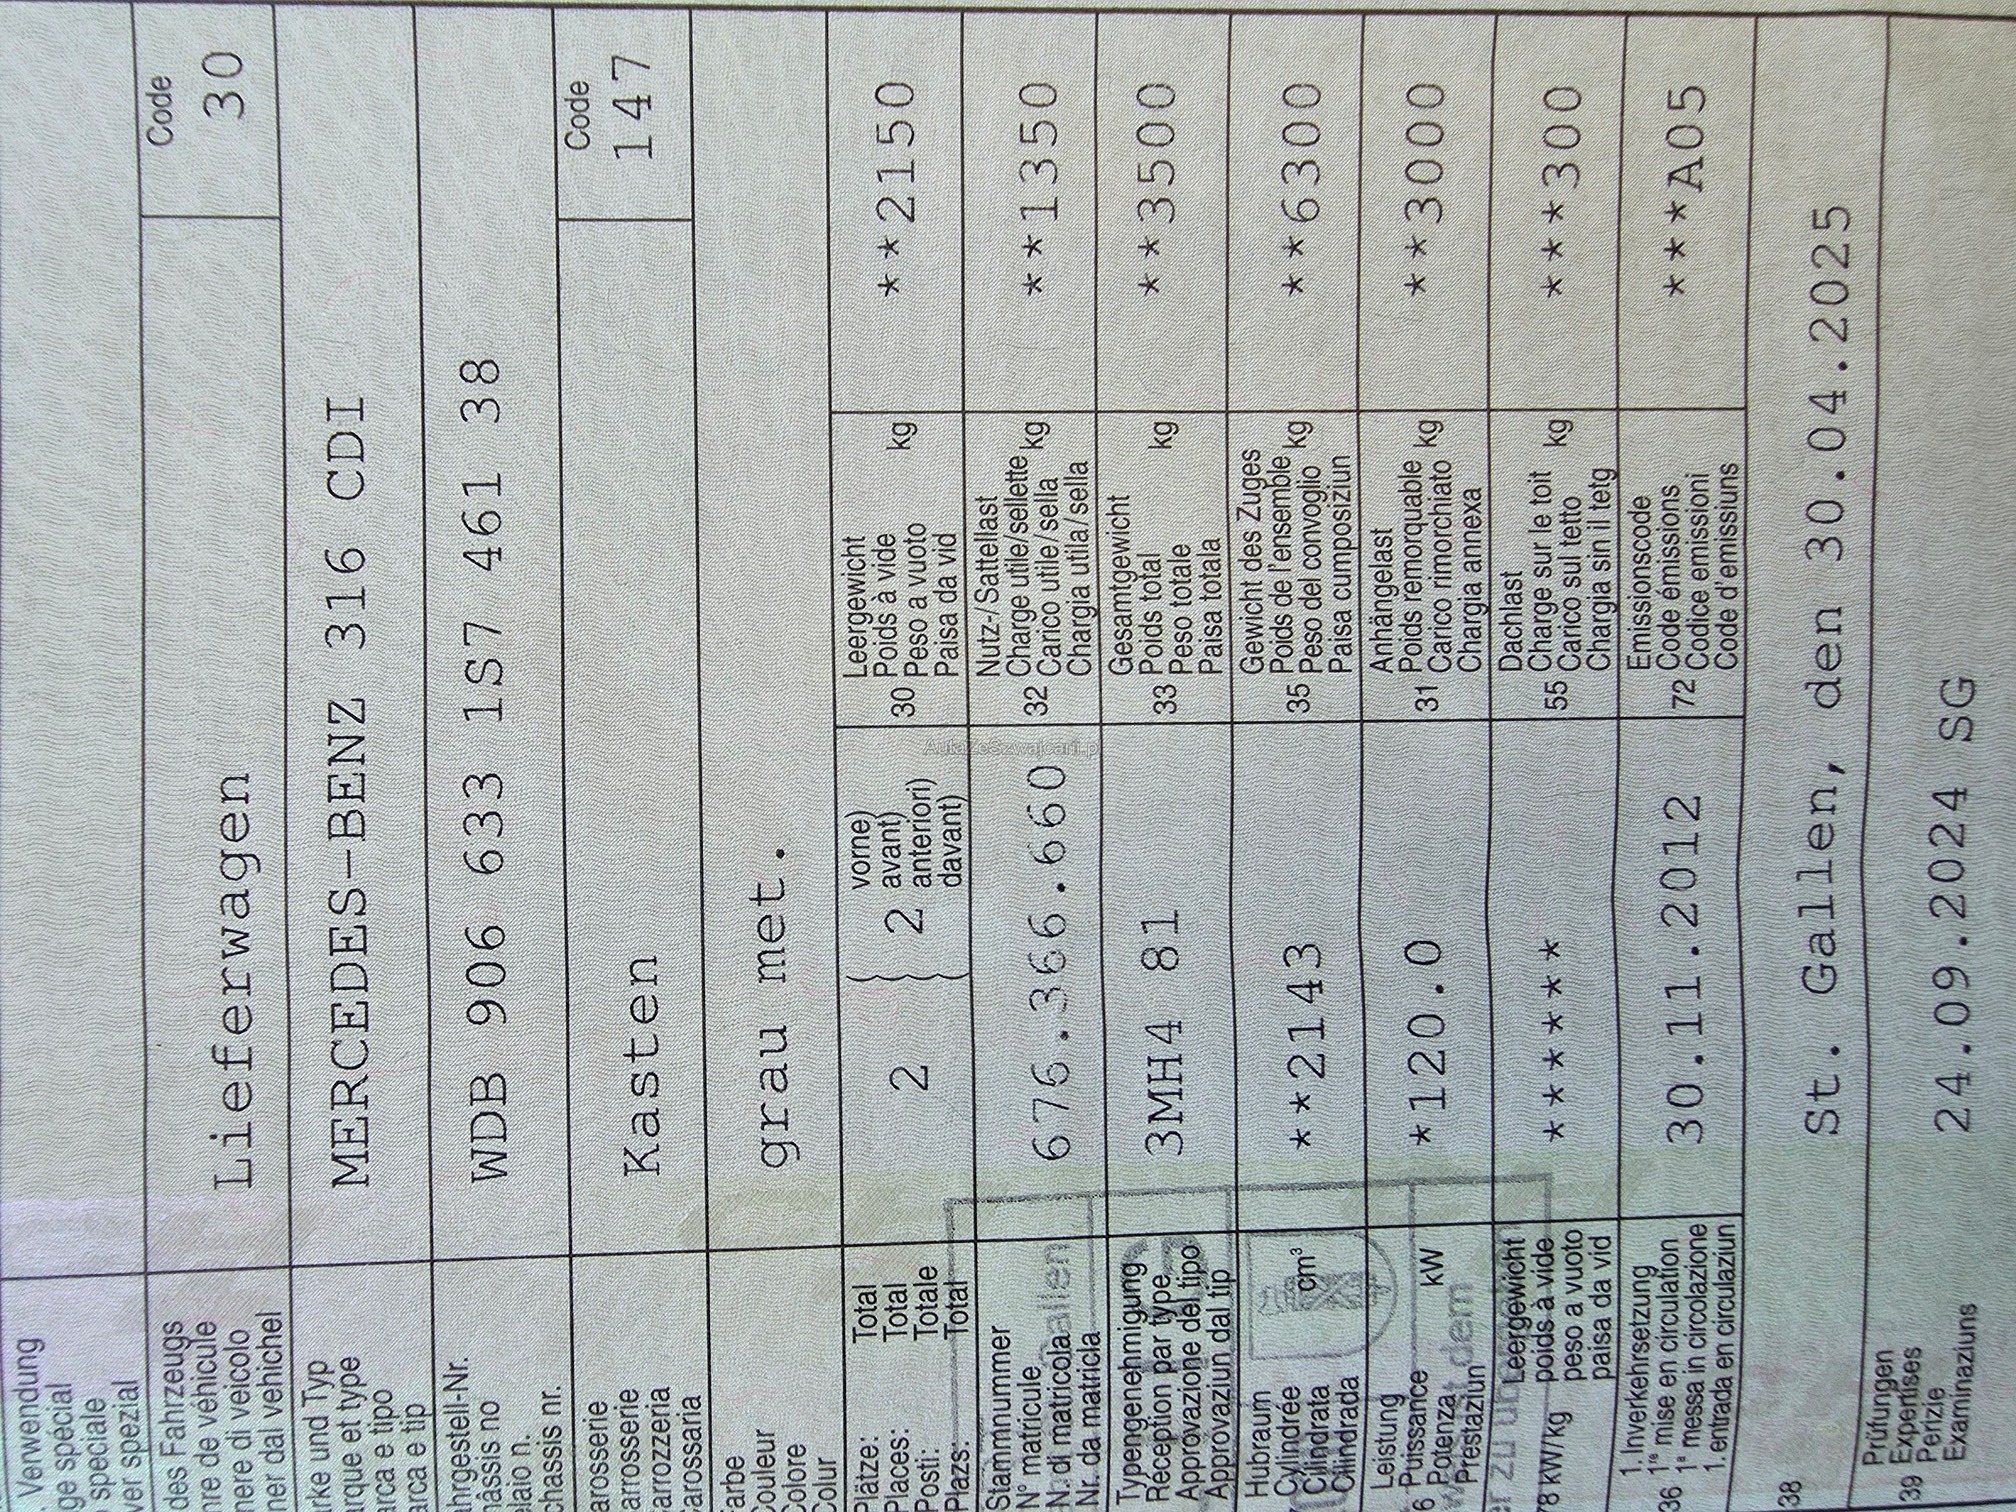 Verwendung
ge spécial
speciale
ver spezial
des Fahrzeugs
nre de véhicule
nere di veicolo
ner dal vehichel
Lieferwagen
Code
30
rke und Typ
arque et type
arca e tipo
arca e tip
MERCEDES-BENZ 316 CDI
hrgestell-Nr.
hâssis no
elaio n.
chassis nr.
WDB 906 633 1S7 461 38
arosserie
arrosserie
arrozzeria
arossaria
Kasten
Code
147
arbe
Couleur
Colore
Colur
grau met.
Plätze: Total
Places: Total
Posti: Totale
Plazs: Total
2
2
vorne)
avant)
anteriori)
davant)
30
Leergewicht
Poids à vide
Peso a vuoto
Paisa da vid
kg
**2150
Stammnummer
N° matricule
N. di matricola
Nr. da matricla
676.366.660
32
Nutz-/Sattellast
Charge utile/sellette
Carico utile/sella
Chargia utila/sella
kg
**1350
Typengenehmigung
Réception par type
Approvazione del tipo
Approvaziun dal tip
3MH4 81
33
Gesamtgewicht
Poids total
Peso totale
Paisa totala
kg
**3500
Hubraum
Cylindrée
Cilindrata
Cilindrada
cm³
**2143
35
Gewicht des Zuges
Poids de l'ensemble
Peso del convoglio
Paisa cumposiziun
kg
**6300
6
Leistung
Puissance
Potenza
Prestaziun
kW
*120.0
31
Anhängelast
Poids remorquable
Carico rimorchiato
Chargia annexa
kg
**3000
78 kW/kg
Leergewicht
poids à vide
peso a vuoto
paisa da vid
******
55
Dachlast
Charge sur le toit
Carico sul tetto
Chargia sin il tetg
kg
***300
36
1. Inverkehrsetzung
1re mise en circulation
1a messa in circolazione
1. entrada en circulaziun
30.11.2012
72
Emissionscode
Code émissions
Codice emissioni
Code d'emissiuns
***A05
38
St. Gallen, den 30.04.2025
39
Prüfungen
Expertises
Perizie
Examinaziuns
24.09.2024 SG
AutaZeSzwajcarii.pl